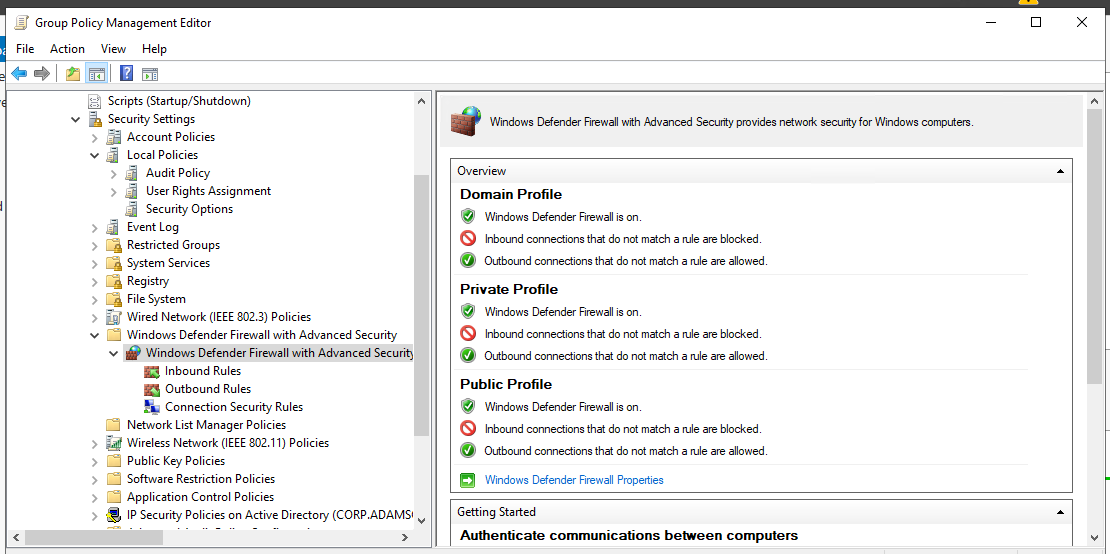 Group Policy Management Editor
File Action View Help
Scripts (Startup/Shutdown)
Security Settings
Account Policies
Local Policies
Audit Policy
User Rights Assignment
Security Options
Event Log
Restricted Groups
System Services
Registry
File System
Wired Network (IEEE 802.3) Policies
Windows Defender Firewall with Advanced Security
Windows Defender Firewall with Advanced Security
Inbound Rules
Outbound Rules
Connection Security Rules
Network List Manager Policies
Wireless Network (IEEE 802.11) Policies
Public Key Policies
Software Restriction Policies
Application Control Policies
IP Security Policies on Active Directory (CORP.ADAMS
Windows Defender Firewall with Advanced Security provides network security for Windows computers.
Overview
Domain Profile
Windows Defender Firewall is on.
Inbound connections that do not match a rule are blocked.
Outbound connections that do not match a rule are allowed.
Private Profile
Windows Defender Firewall is on.
Inbound connections that do not match a rule are blocked.
Outbound connections that do not match a rule are allowed.
Public Profile
Windows Defender Firewall is on.
Inbound connections that do not match a rule are blocked.
Outbound connections that do not match a rule are allowed.
Windows Defender Firewall Properties
Getting Started
Authenticate communications between computers